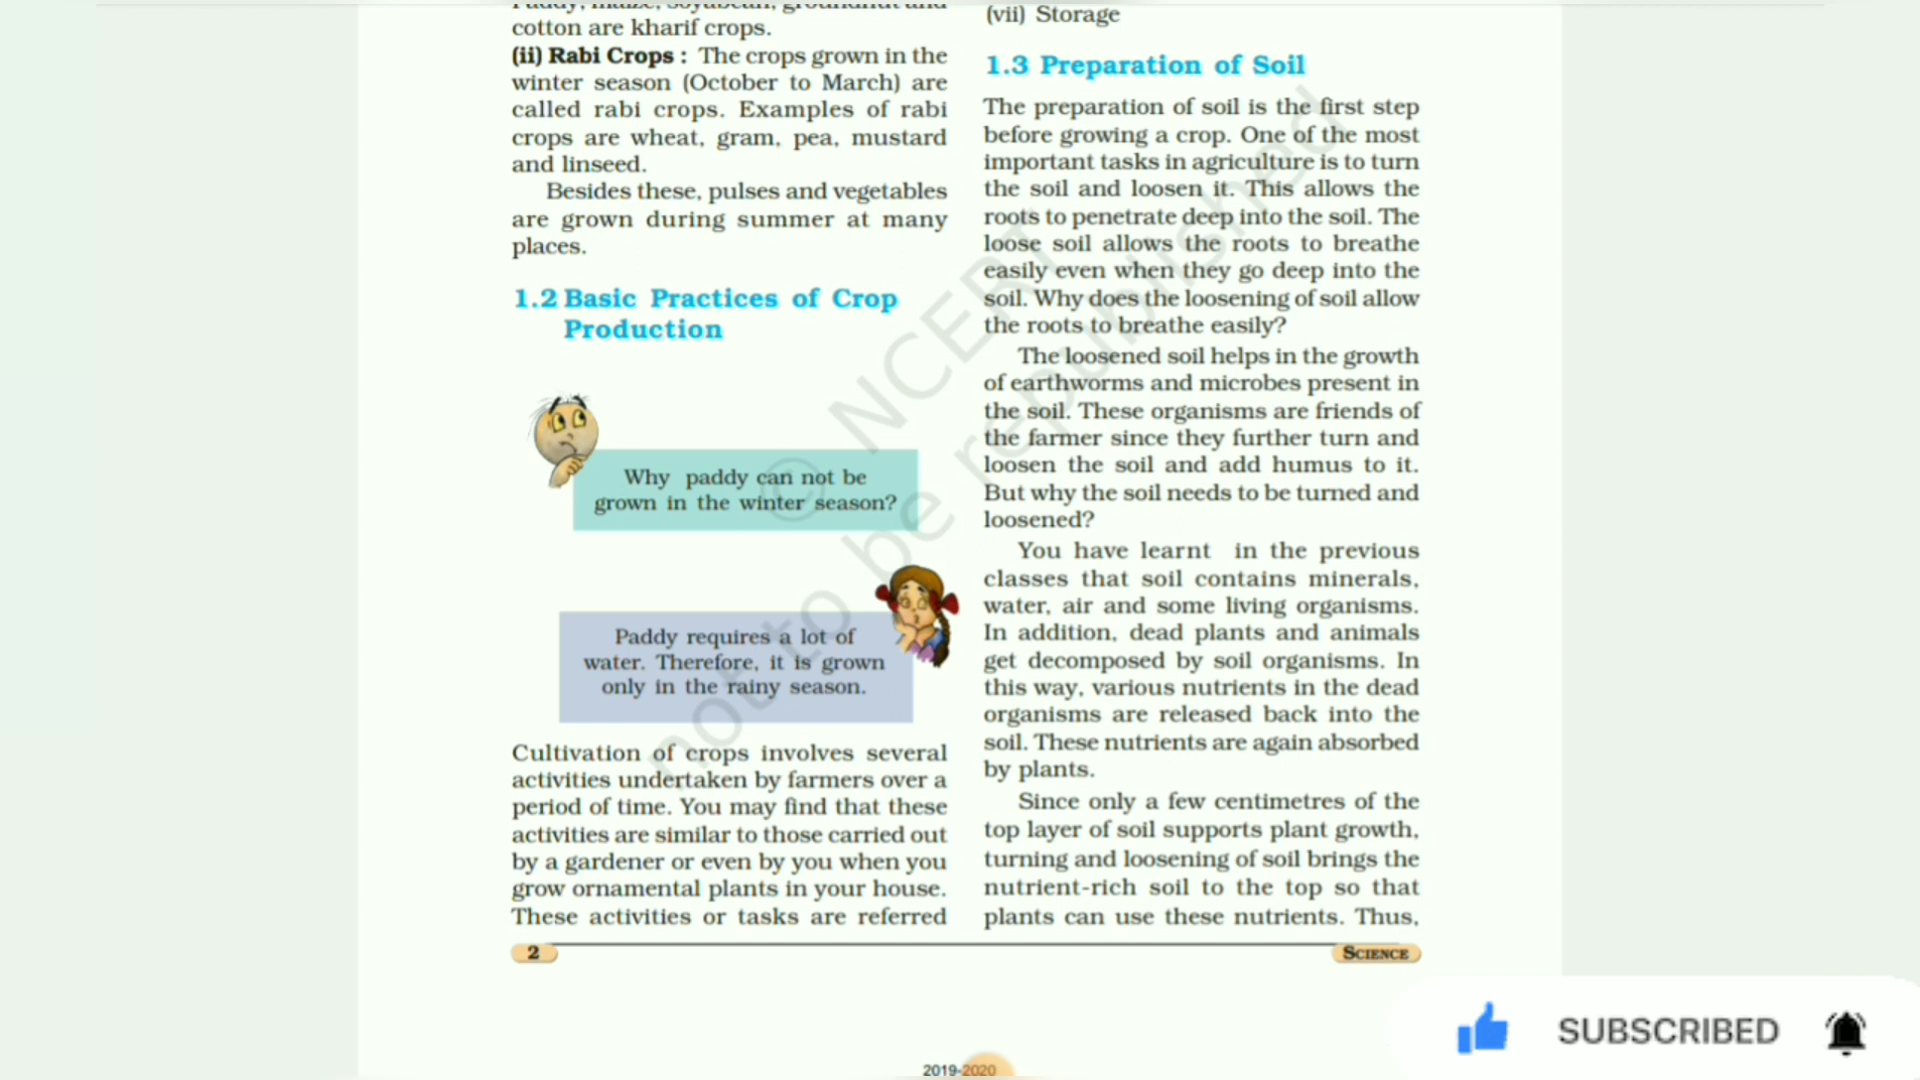 cotton are kharif crops.
(ii) Rabi Crops : The crops grown in the
winter season (October to March) are
called rabi crops. Examples of rabi
crops are wheat, gram, pea, mustard
and linseed.
Besides these, pulses and vegetables
are grown during summer at many
places.
1.2 Basic Practices of Crop
Production
Why paddy can not be
grown in the winter season?
Paddy requires a lot of
water. Therefore, it is grown
only in the rainy season.
Cultivation of crops involves several
activities undertaken by farmers over a
period of time. You may find that these
activities are similar to those carried out
by a gardener or even by you when you
grow ornamental plants in your house.
These activities or tasks are referred
(vii) Storage
1.3 Preparation of Soil
The preparation of soil is the first step
before growing a crop. One of the most
important tasks in agriculture is to turn
the soil and loosen it. This allows the
roots to penetrate deep into the soil. The
loose soil allows the roots to breathe
easily even when they go deep into the
soil. Why does the loosening of soil allow
the roots to breathe easily?
The loosened soil helps in the growth
of earthworms and microbes present in
the soil. These organisms are friends of
the farmer since they further turn and
loosen the soil and add humus to it.
But why the soil needs to be turned and
loosened?
You have learnt in the previous
classes that soil contains minerals,
water, air and some living organisms.
In addition, dead plants and animals
get decomposed by soil organisms. In
this way, various nutrients in the dead
organisms are released back into the
soil. These nutrients are again absorbed
by plants.
Since only a few centimetres of the
top layer of soil supports plant growth,
turning and loosening of soil brings the
nutrient-rich soil to the top so that
plants can use these nutrients. Thus,
© NCERT
not to be republished
2
SCIENCE
2019-2020
SUBSCRIBED